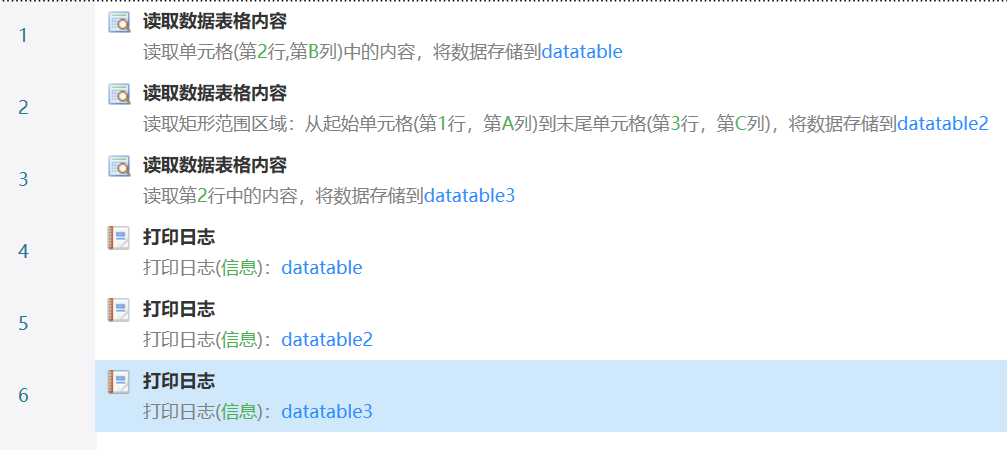 1
读取数据表格内容
读取单元格(第2行,第B列)中的内容，将数据存储到datatable
2
读取数据表格内容
读取矩形范围区域：从起始单元格(第1行，第A列)到末尾单元格(第3行，第C列)，将数据存储到datatable2
3
读取数据表格内容
读取第2行中的内容，将数据存储到datatable3
4
打印日志
打印日志(信息)：datatable
5
打印日志
打印日志(信息)：datatable2
6
打印日志
打印日志(信息)：datatable3